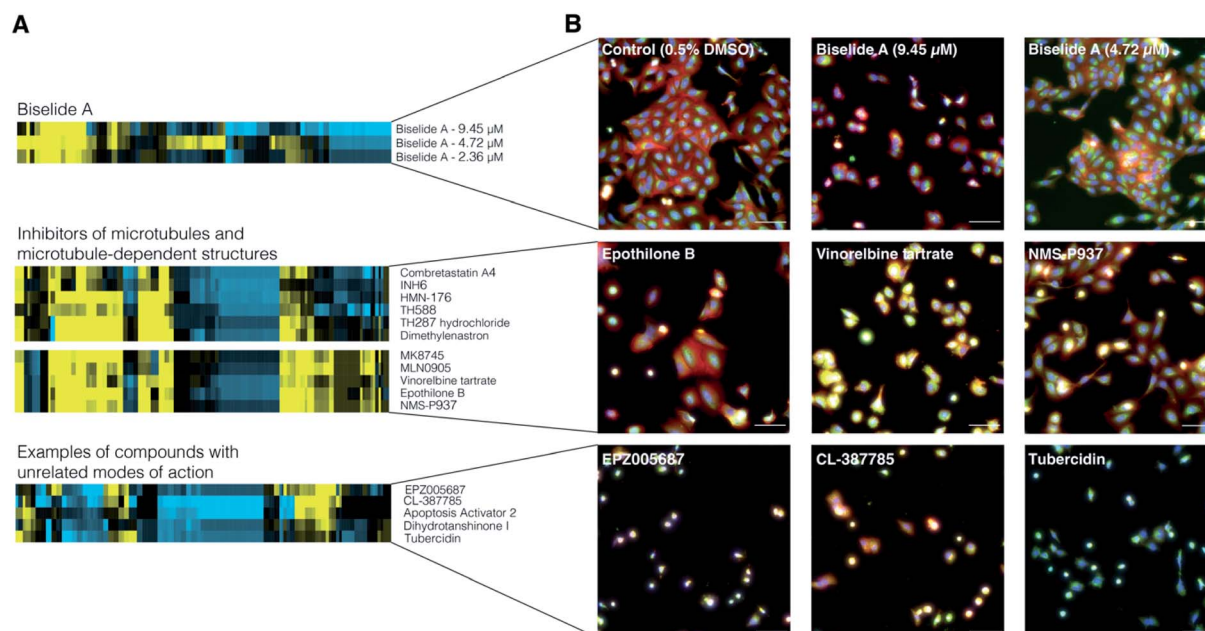 A
B
Biselide A
Biselide A - 9.45 µM
Biselide A - 4.72 µM
Biselide A - 2.36 µM
Control (0.5% DMSO)
Biselide A (9.45 µM)
Biselide A (4.72 µM)
Inhibitors of microtubules and
microtubule-dependent structures
Combretastatin A4
INH6
HMN-176
TH588
TH287 hydrochloride
Dimethylenastron
MK8745
MLN0905
Vinorelbine tartrate
Epothilone B
NMS-P937
Epothilone B
Vinorelbine tartrate
NMS-P937
Examples of compounds with
unrelated modes of action
EPZ005687
CL-387785
Apoptosis Activator 2
Dihydrotanshinone I
Tubercidin
EPZ005687
CL-387785
Tubercidin